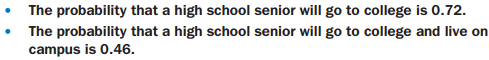 • The probability that a high school senior will go to college is 0.72.
• The probability that a high school senior will go to college and live on
campus is 0.46.